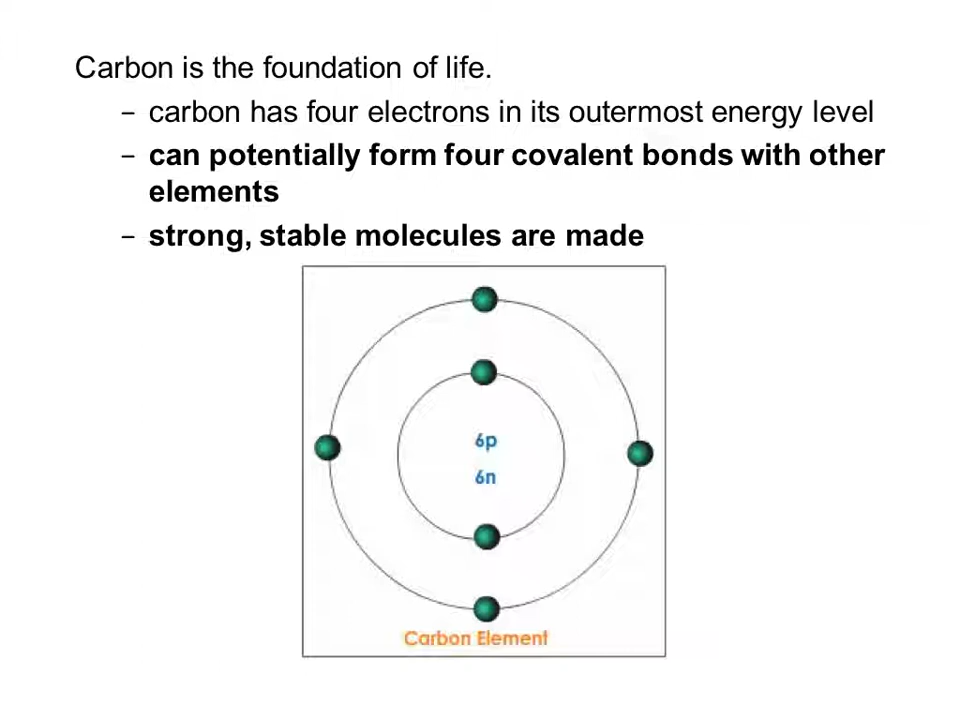 Carbon is the foundation of life.
– carbon has four electrons in its outermost energy level
– can potentially form four covalent bonds with other
elements
– strong, stable molecules are made
6p
6n
Carbon Element